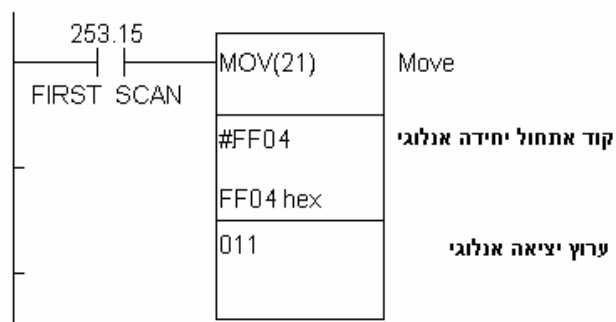 253.15
FIRST SCAN
MOV(21) Move
#FF04 קוד אתחול יחידה אנלוגי
FF04 hex
011 ערוץ יציאה אנלוגי